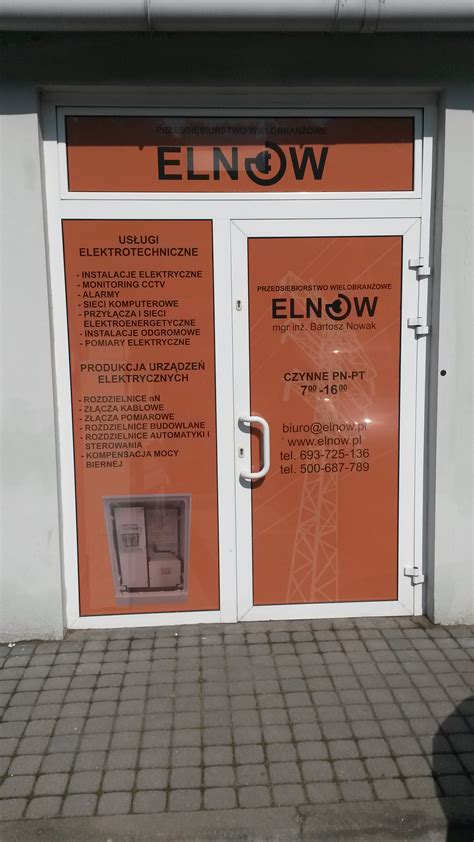 PRZEDSIĘBIORSTWO WIELOBRANŻOWE
ELNOW
USŁUGI
ELEKTROTECHNICZNE
- INSTALACJE ELEKTRYCZNE
- MONITORING CCTV
- ALARMY
- SIECI KOMPUTEROWE
- PRZYŁĄCZA I SIECI
ELEKTROENERGETYCZNE
- INSTALACJE ODGROMOWE
- POMIARY ELEKTRYCZNE
PRODUKCJA URZĄDZEŃ
ELEKTRYCZNYCH
- ROZDZIELNICE nN
- ZŁĄCZA KABLOWE
- ZŁĄCZA POMIAROWE
- ROZDZIELNICE BUDOWLANE
- ROZDZIELNICE AUTOMATYKI I
STEROWANIA
- KOMPENSACJA MOCY
BIERNEJ
PRZEDSIĘBIORSTWO WIELOBRANŻOWE
ELNOW
mgr inż. Bartosz Nowak
CZYNNE PN-PT
7⁰⁰ -16⁰⁰
biuro@elnow.pl
www.elnow.pl
tel. 693-725-136
tel. 500-687-789